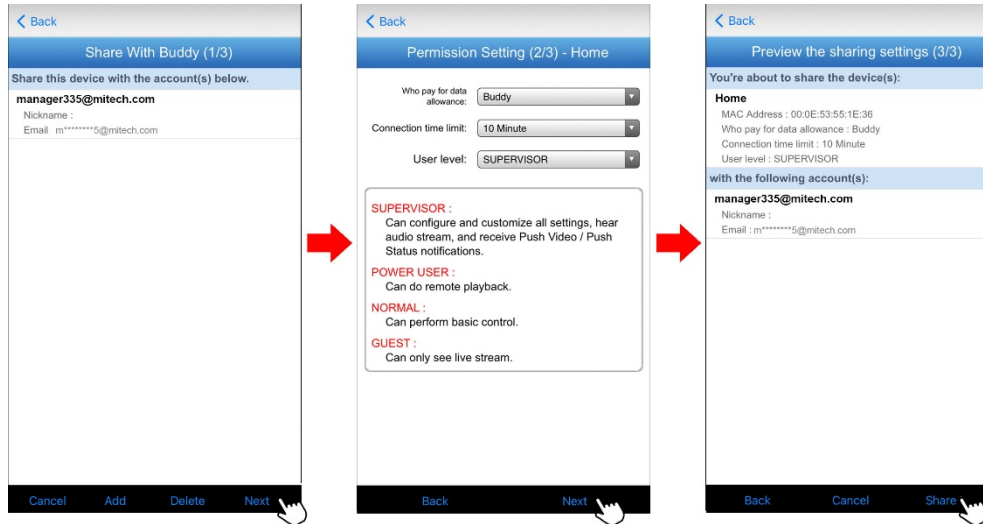 Back
Share With Buddy (1/3)
Share this device with the account(s) below.
manager335@mitech.com
Nickname :
Email m********5@mitech.com
Cancel Add Delete Next
Back
Permission Setting (2/3) - Home
Who pay for data
allowance:
Buddy
Connection time limit: 10 Minute
User level: SUPERVISOR
SUPERVISOR :
Can configure and customize all settings, hear
audio stream, and receive Push Video / Push
Status notifications.
POWER USER :
Can do remote playback.
NORMAL :
Can perform basic control.
GUEST :
Can only see live stream.
Back Next
Back
Preview the sharing settings (3/3)
You're about to share the device(s):
Home
MAC Address : 00:0E:53:55:1E:36
Who pay for data allowance : Buddy
Connection time limit : 10 Minute
User level : SUPERVISOR
with the following account(s):
manager335@mitech.com
Nickname :
Email : m********5@mitech.com
Back Cancel Share